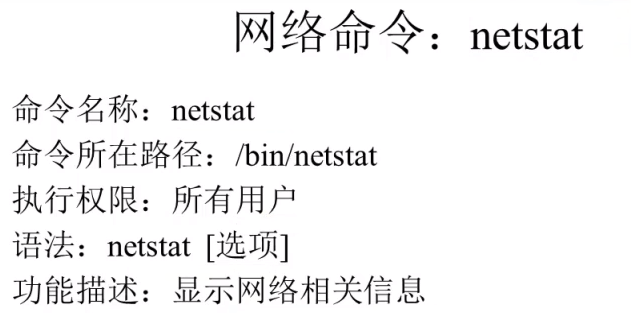 网络命令：netstat
命令名称：netstat
命令所在路径：/bin/netstat
执行权限：所有用户
语法：netstat [选项]
功能描述：显示网络相关信息